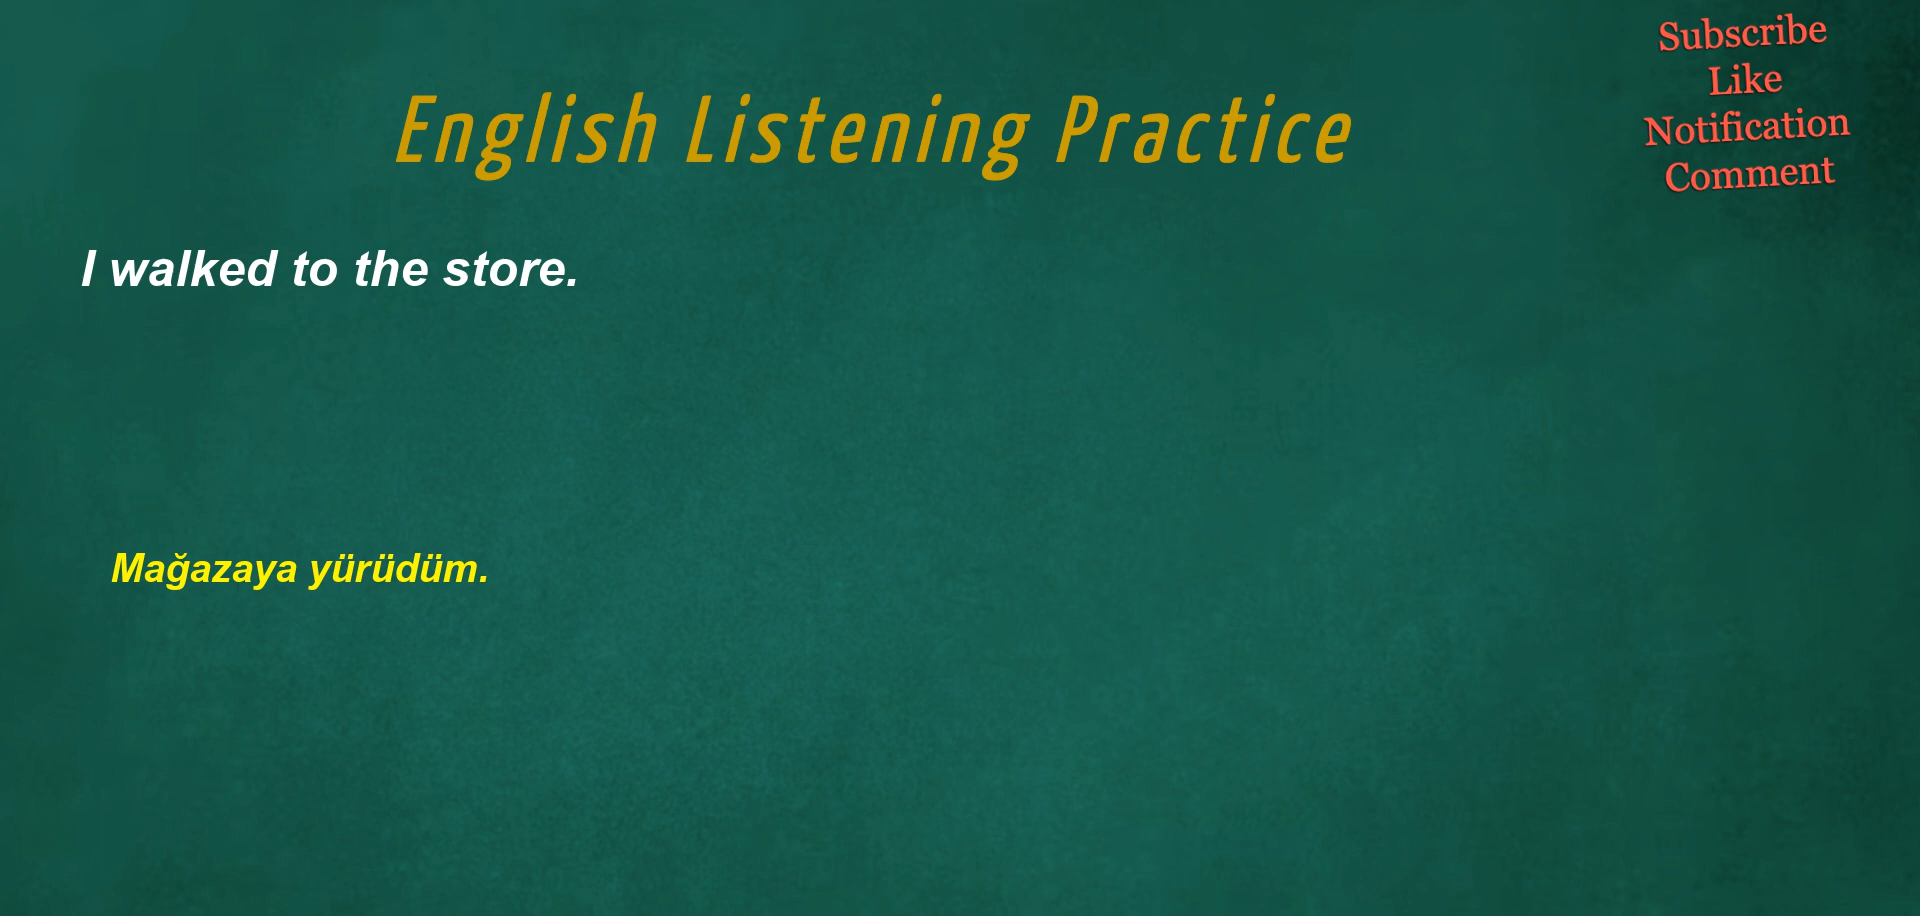 English Listening Practice
Subscribe
Like
Notification
Comment
I walked to the store.
Mağazaya yürüdüm.